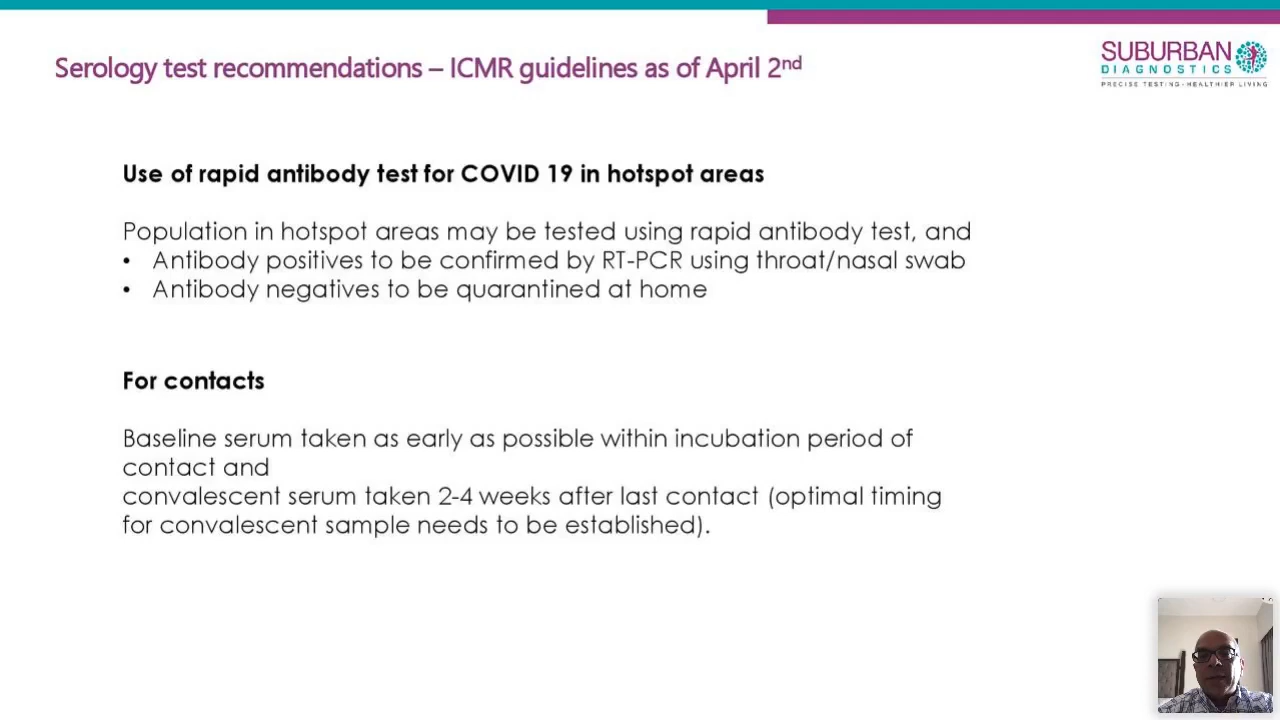 Serology test recommendations – ICMR guidelines as of April 2nd
SUBURBAN
DIAGNOSTICS
PRECISE TESTING-HEALTHIER LIVING
Use of rapid antibody test for COVID 19 in hotspot areas
Population in hotspot areas may be tested using rapid antibody test, and
• Antibody positives to be confirmed by RT-PCR using throat/nasal swab
• Antibody negatives to be quarantined at home
For contacts
Baseline serum taken as early as possible within incubation period of
contact and
convalescent serum taken 2-4 weeks after last contact (optimal timing
for convalescent sample needs to be established).